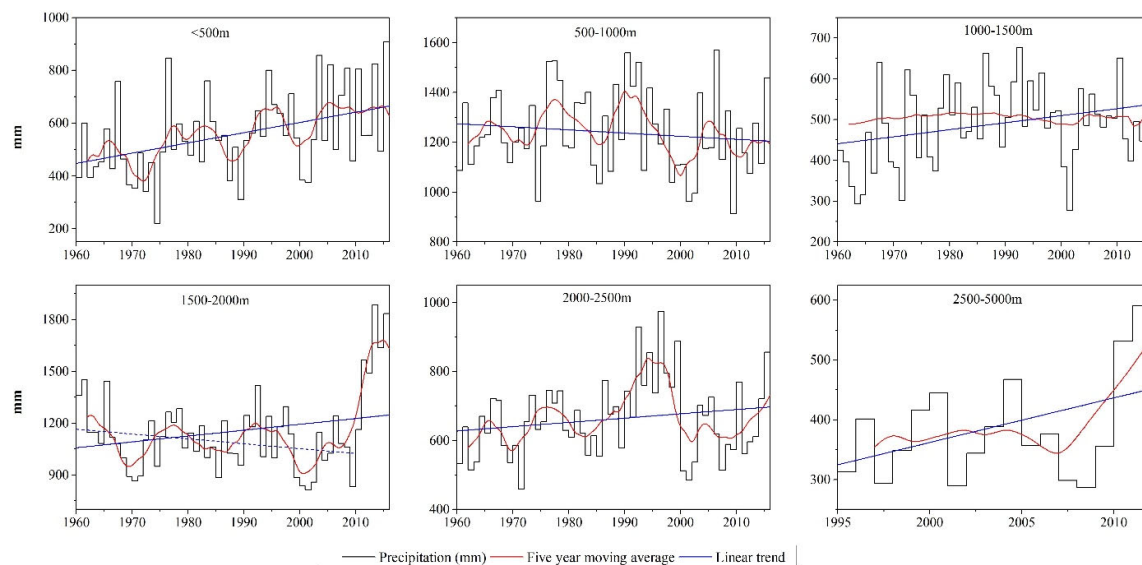 <500m
500-1000m
1000-1500m
mm
1000
800
600
400
200
1960 1970 1980 1990 2000 2010
1600
1400
1200
1000
800
1960 1970 1980 1990 2000 2010
700
600
500
400
300
200
1960 1970 1980 1990 2000 2010
1500-2000m
2000-2500m
2500-5000m
mm
1800
1500
1200
900
1960 1970 1980 1990 2000 2010
1000
800
600
400
1960 1970 1980 1990 2000 2010
600
500
400
300
1995 2000 2005 2010
Precipitation (mm) Five year moving average Linear trend